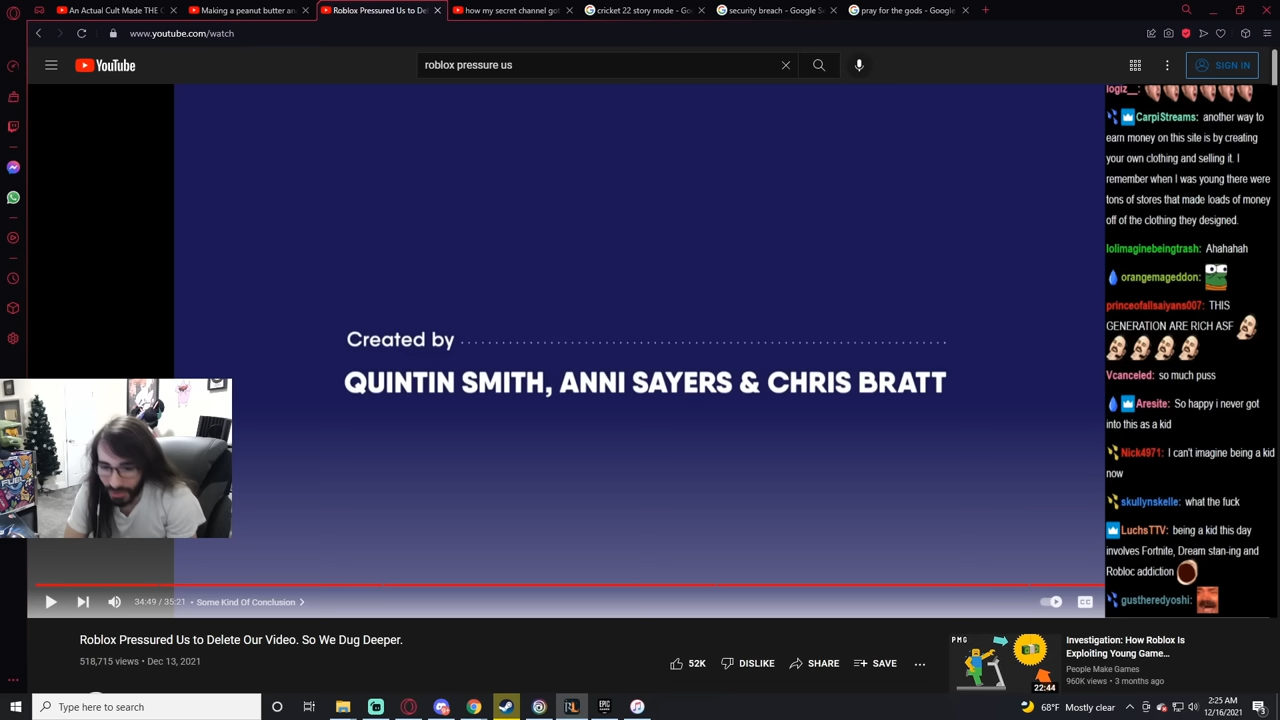 An Actual Cult Made THE C
Making a peanut butter an
Roblox Pressured Us to De
how my secret channel got
cricket 22 story mode - Go
security breach - Google S
pray for the gods - Google
www.youtube.com/watch
YouTube
roblox pressure us
SIGN IN
logiz__:
CarpiStreams: another way to
earn money on this site is by creating
your own clothing and selling it. I
remember when I was young there were
tons of stores that made loads of money
off of the clothing they designed.
lolimaginebeingtrash: Ahahahah
orangemageddon:
princeofallsaiyans007: THIS
GENERATION ARE RICH ASF
Vcanceled: so much puss
Aresite: So happy i never got
into this as a kid
Nick4971: I can't imagine being a kid
now
skullynskelle: what the fuck
LuchsTTV: being a kid this day
involves Fortnite, Dream stan-ing and
Robloc addiction
gustheredyoshi:
Created by
QUINTIN SMITH, ANNI SAYERS & CHRIS BRATT
34:49 / 35:21 • Some Kind Of Conclusion
CC
Roblox Pressured Us to Delete Our Video. So We Dug Deeper.
518,715 views • Dec 13, 2021
52K
DISLIKE
SHARE
SAVE
PMG
22:44
Investigation: How Roblox Is
Exploiting Young Game...
People Make Games
960K views • 3 months ago
Type here to search
EPIC
68°F Mostly clear
2:25 AM
12/16/2021